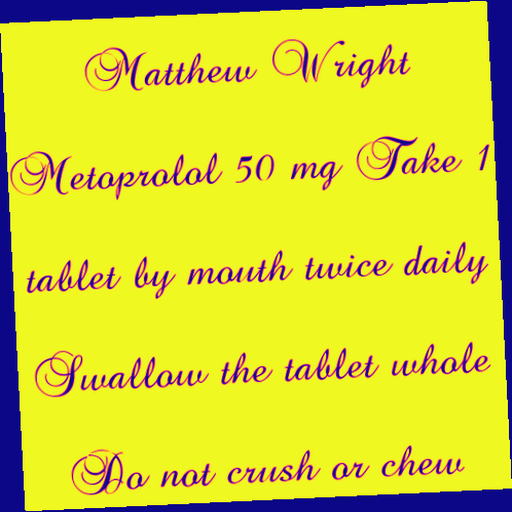 Matthew Wright
Metoprolol 50 mg Take 1
tablet by mouth twice daily
Swallow the tablet whole
Do not crush or chew